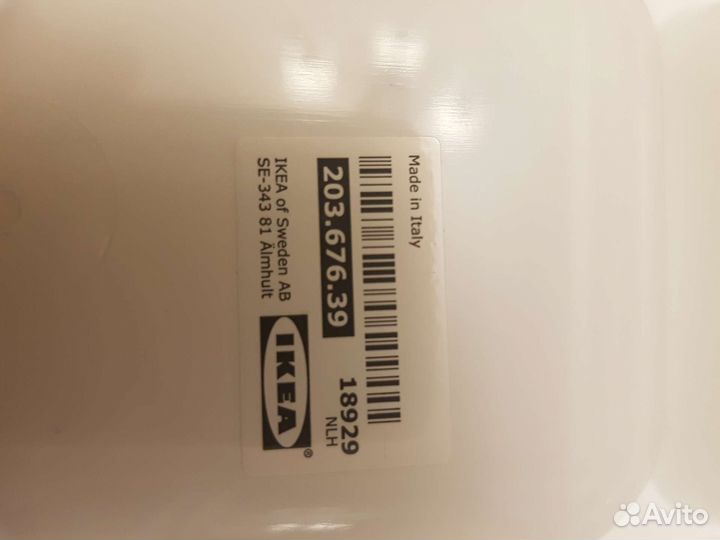 Made in Italy
203.676.39
18929
NLH
IKEA of Sweden AB
SE-343 81 Älmhult
IKEA®
Avito